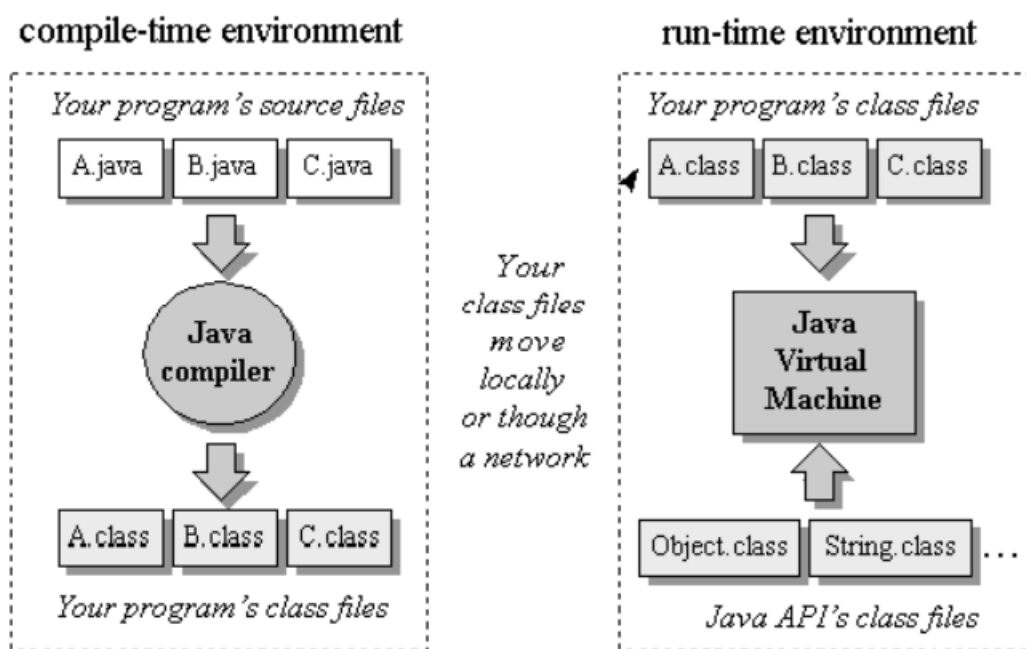 compile-time environment
Your program's source files
A.java B.java C.java
Java
compiler
A.class B.class C.class
Your program's class files
Your
class files
move
locally
or though
a network
run-time environment
Your program's class files
A.class B.class C.class
Java
Virtual
Machine
Object.class String.class ...
Java API's class files